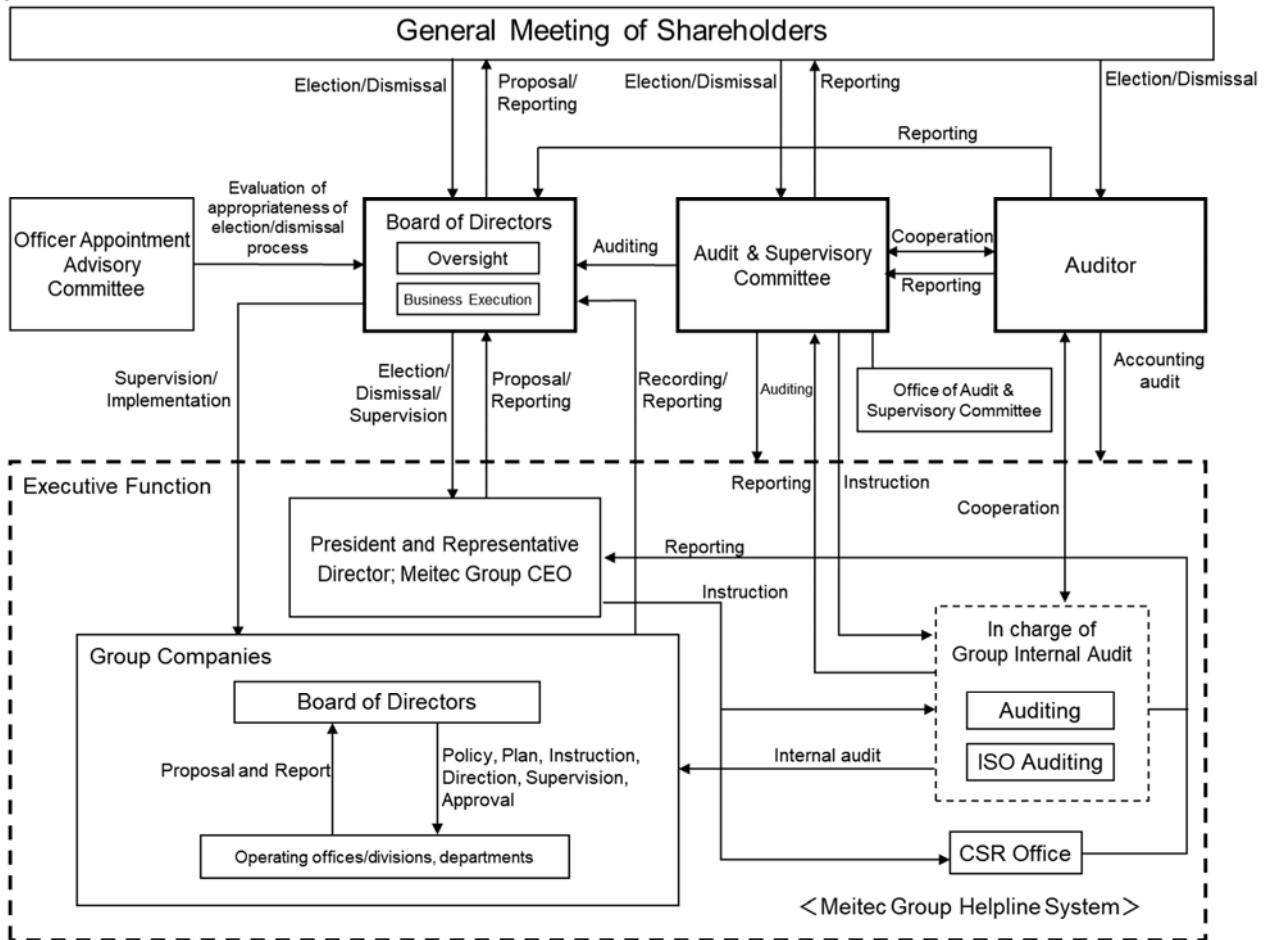 General Meeting of Shareholders
Election/Dismissal
Proposal/
Reporting
Election/Dismissal
Reporting
Election/Dismissal
Reporting
Officer Appointment
Advisory
Committee
Evaluation of
appropriateness of
election/dismissal
process
Board of Directors
Oversight
Business Execution
Auditing
Audit & Supervisory
Committee
Cooperation
Reporting
Auditor
Supervision/
Implementation
Election/
Dismissal/
Supervision
Proposal/
Reporting
Recording/
Reporting
Auditing
Office of Audit &
Supervisory Committee
Accounting
audit
Executive Function
Reporting
Instruction
Cooperation
President and Representative
Director; Meitec Group CEO
Reporting
Instruction
In charge of
Group Internal Audit
Auditing
ISO Auditing
Group Companies
Board of Directors
Proposal and Report
Policy, Plan, Instruction,
Direction, Supervision,
Approval
Operating offices/divisions, departments
Internal audit
CSR Office
＜Meitec Group Helpline System＞